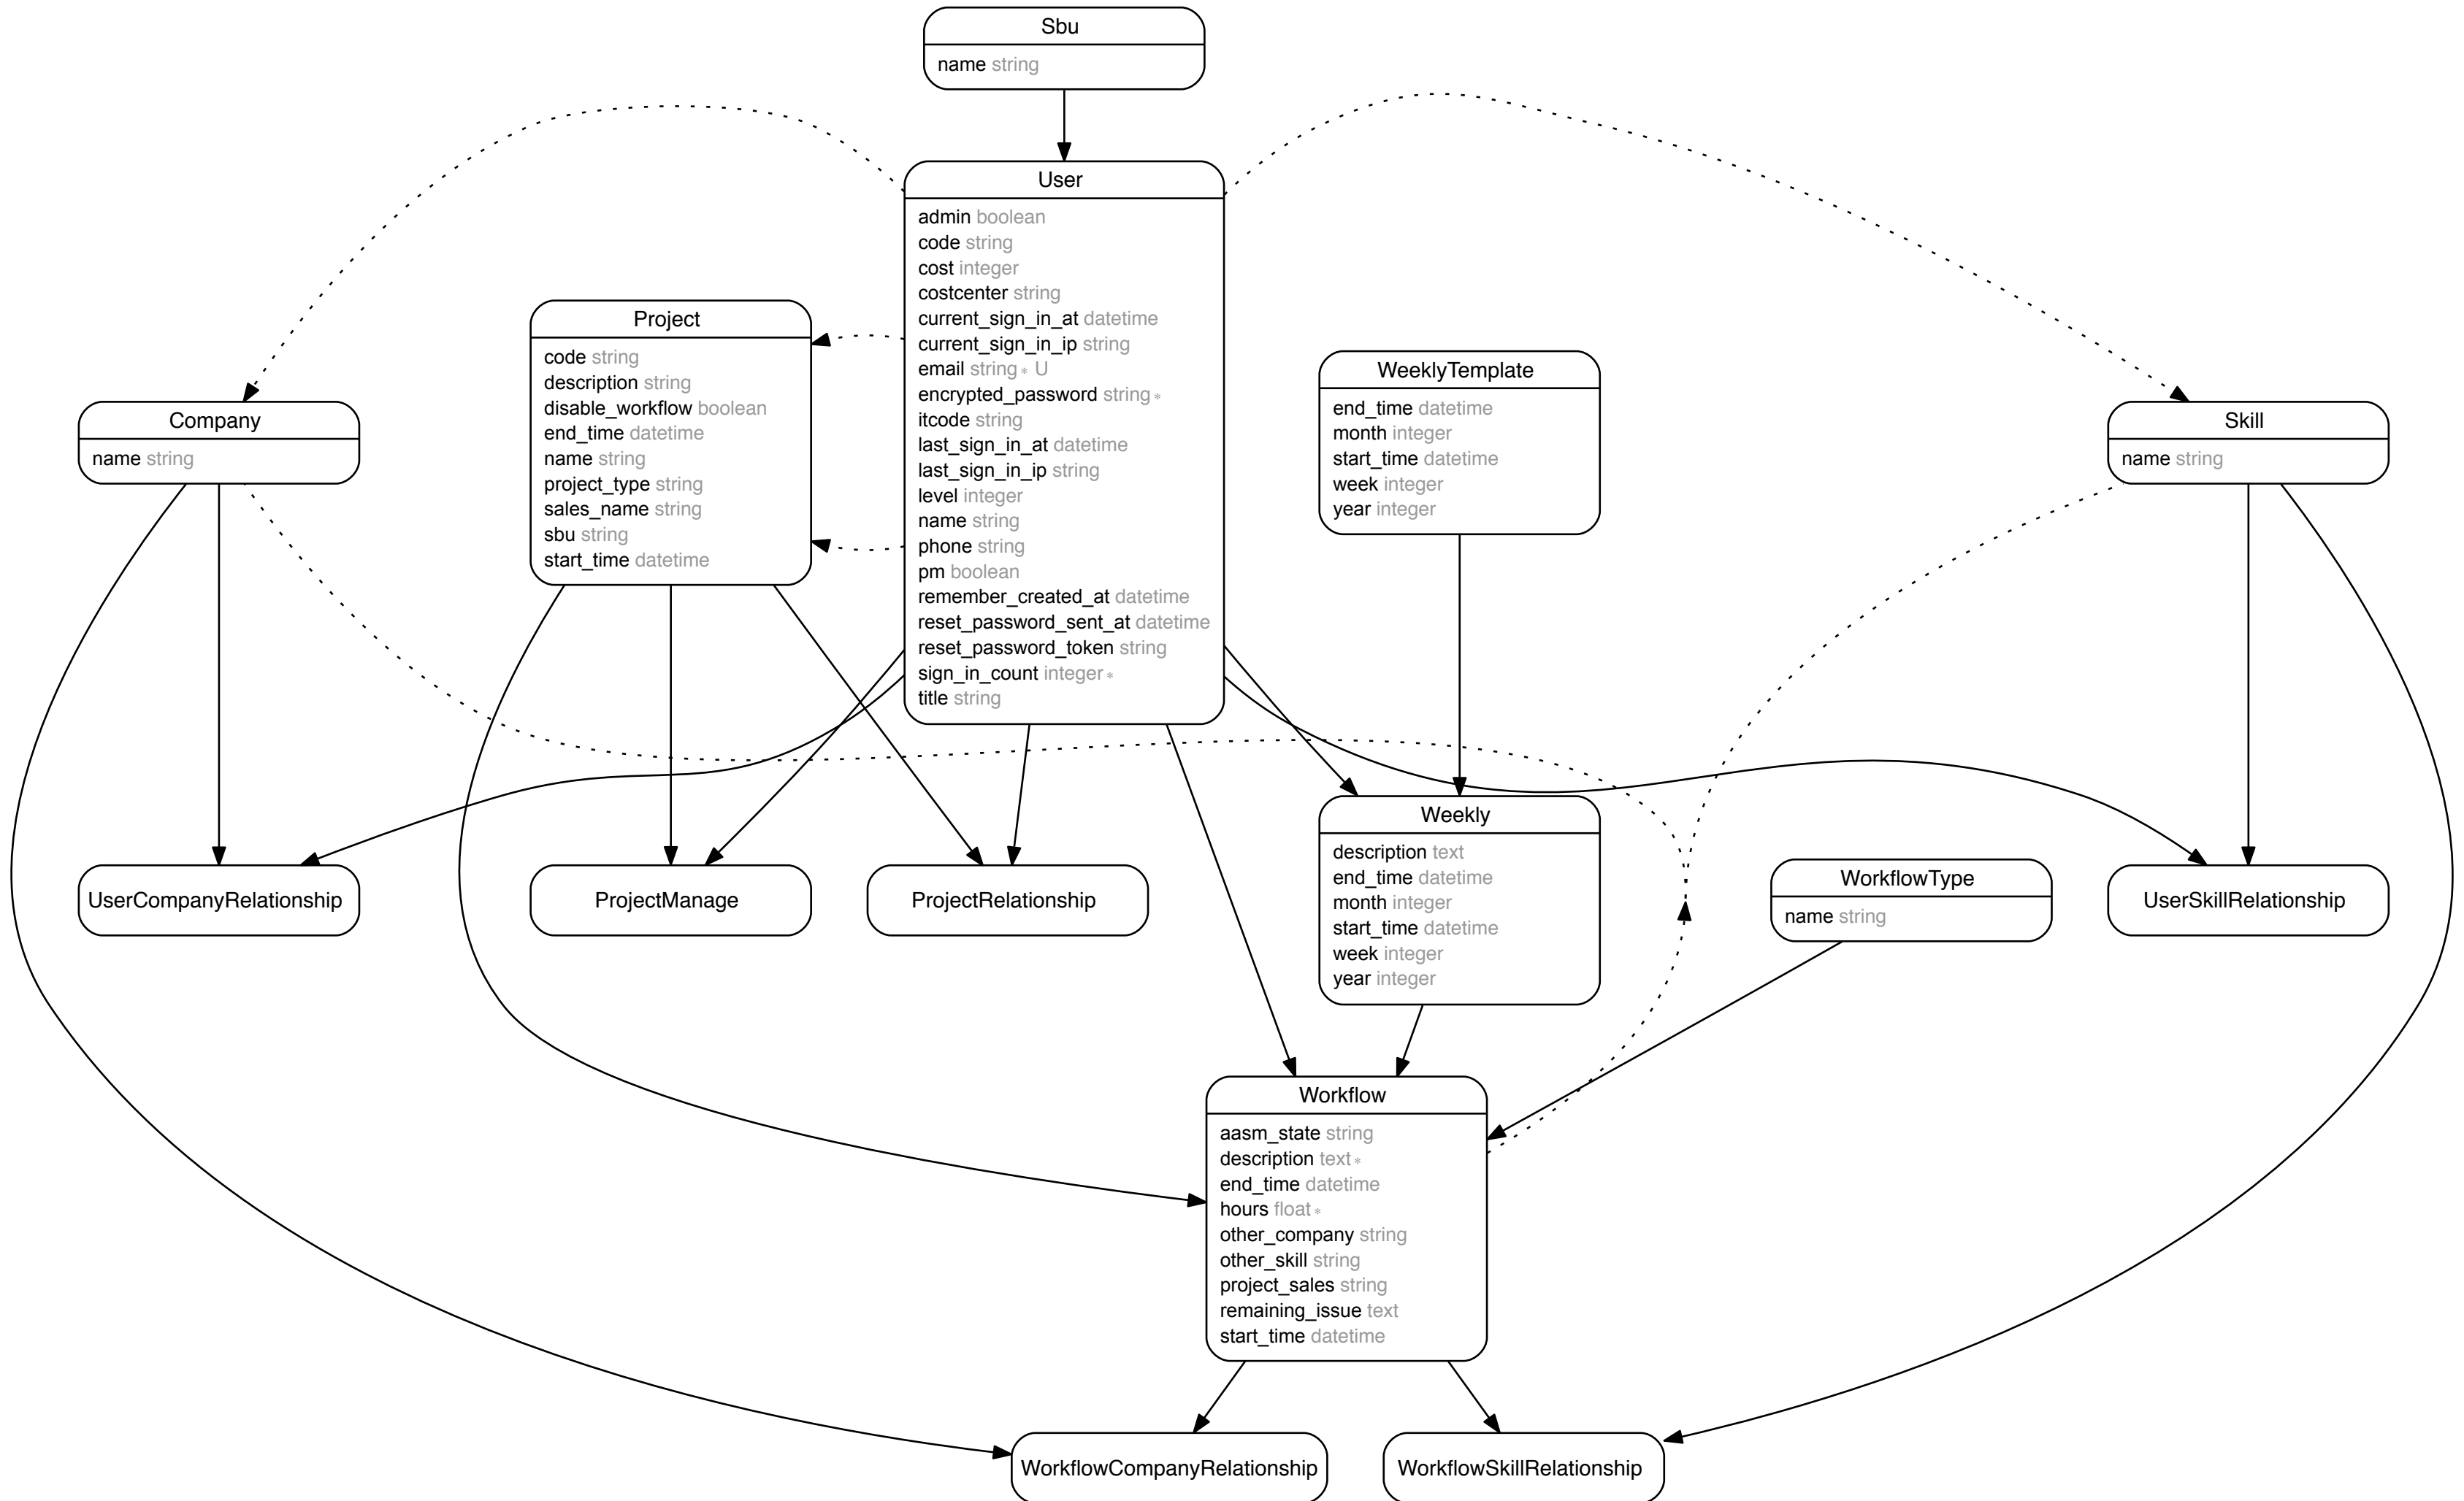 Sbu
name string
User
admin boolean
code string
cost integer
costcenter string
current_sign_in_at datetime
current_sign_in_ip string
email string* U
encrypted_password string*
itcode string
last_sign_in_at datetime
last_sign_in_ip string
level integer
name string
phone string
pm boolean
remember_created_at datetime
reset_password_sent_at datetime
reset_password_token string
sign_in_count integer*
title string
Project
code string
description string
disable_workflow boolean
end_time datetime
name string
project_type string
sales_name string
sbu string
start_time datetime
WeeklyTemplate
end_time datetime
month integer
start_time datetime
week integer
year integer
Company
name string
Skill
name string
Weekly
description text
end_time datetime
month integer
start_time datetime
week integer
year integer
WorkflowType
name string
UserCompanyRelationship
ProjectManage
ProjectRelationship
UserSkillRelationship
Workflow
aasm_state string
description text*
end_time datetime
hours float*
other_company string
other_skill string
project_sales string
remaining_issue text
start_time datetime
WorkflowCompanyRelationship
WorkflowSkillRelationship